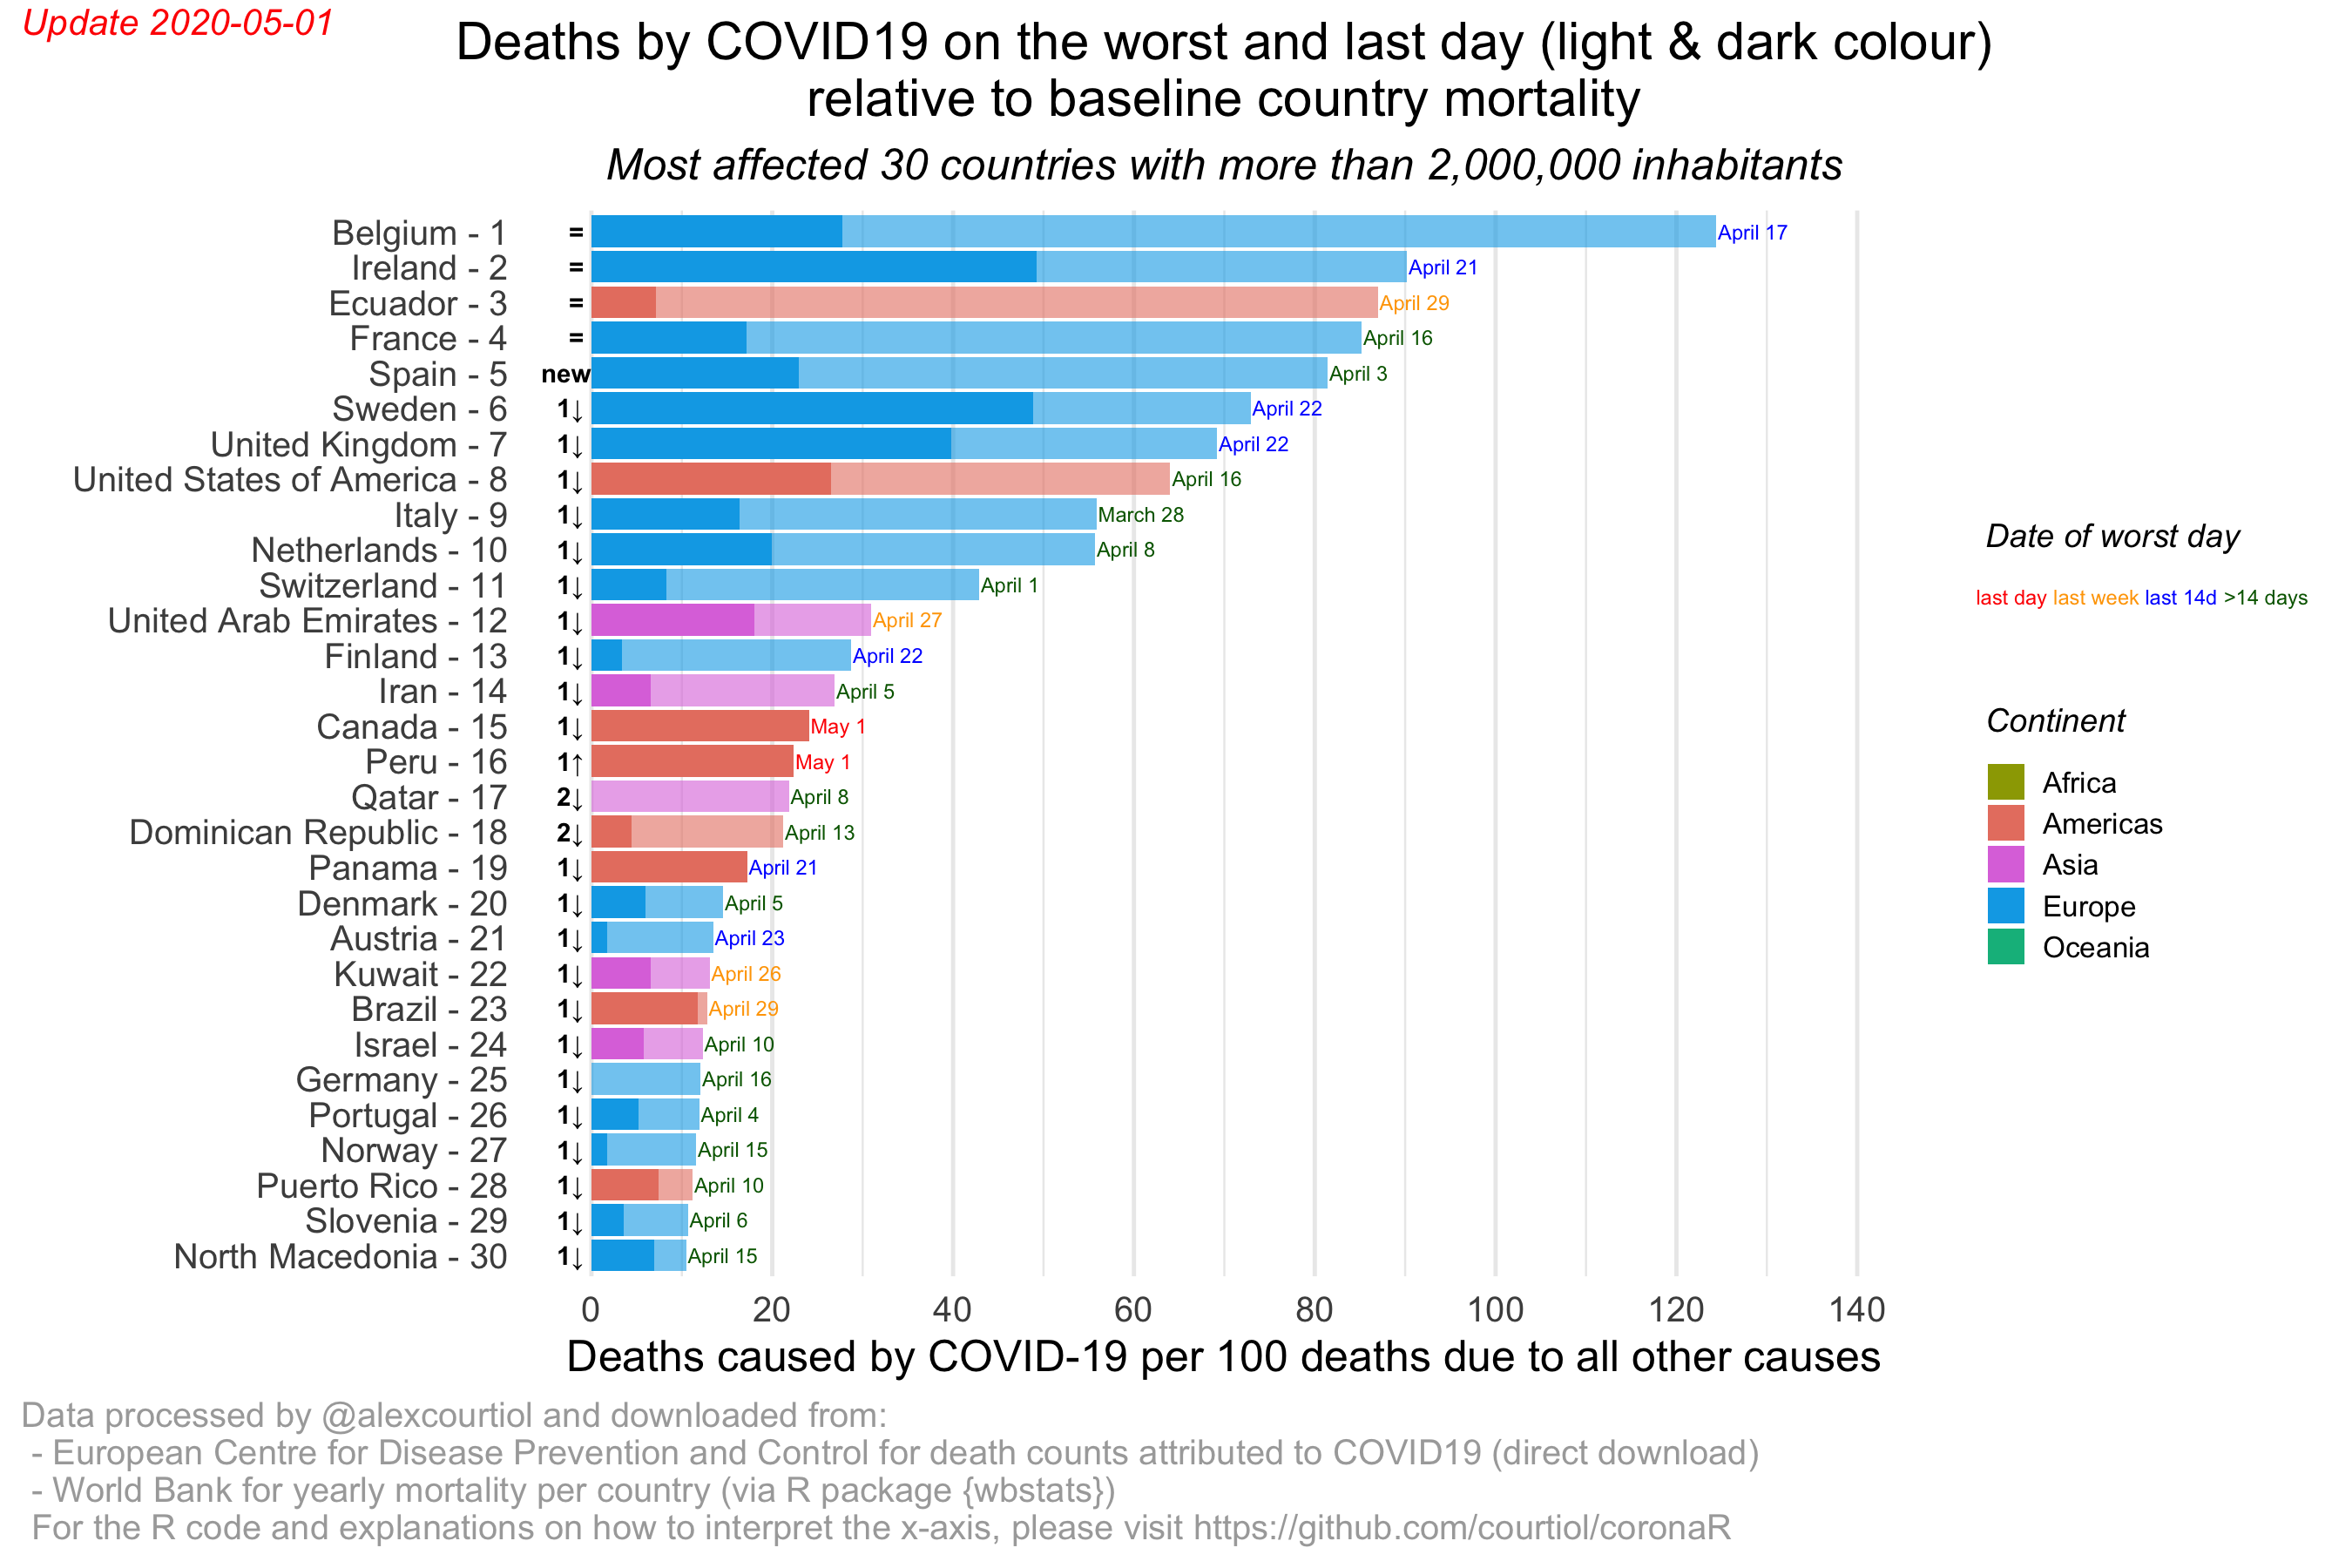 Update 2020-05-01
Deaths by COVID19 on the worst and last day (light & dark colour)
relative to baseline country mortality
Most affected 30 countries with more than 2,000,000 inhabitants
Belgium - 1 = April 17
Ireland - 2 = April 21
Ecuador - 3 = April 29
France - 4 = April 16
Spain - 5 new April 3
Sweden - 6 1↓ April 22
United Kingdom - 7 1↓ April 22
United States of America - 8 1↓ April 16
Italy - 9 1↓ March 28
Netherlands - 10 1↓ April 8
Switzerland - 11 1↓ April 1
United Arab Emirates - 12 1↓ April 27
Finland - 13 1↓ April 22
Iran - 14 1↓ April 5
Canada - 15 1↓ May 1
Peru - 16 1↑ May 1
Qatar - 17 2↓ April 8
Dominican Republic - 18 2↓ April 13
Panama - 19 1↓ April 21
Denmark - 20 1↓ April 5
Austria - 21 1↓ April 23
Kuwait - 22 1↓ April 26
Brazil - 23 1↓ April 29
Israel - 24 1↓ April 10
Germany - 25 1↓ April 16
Portugal - 26 1↓ April 4
Norway - 27 1↓ April 15
Puerto Rico - 28 1↓ April 10
Slovenia - 29 1↓ April 6
North Macedonia - 30 1↓ April 15
0 20 40 60 80 100 120 140
Deaths caused by COVID-19 per 100 deaths due to all other causes
Date of worst day
last day last week last 14d >14 days
Continent
Africa
Americas
Asia
Europe
Oceania
Data processed by @alexcourtiol and downloaded from:
- European Centre for Disease Prevention and Control for death counts attributed to COVID19 (direct download)
- World Bank for yearly mortality per country (via R package {wbstats})
For the R code and explanations on how to interpret the x-axis, please visit https://github.com/courtiol/coronaR